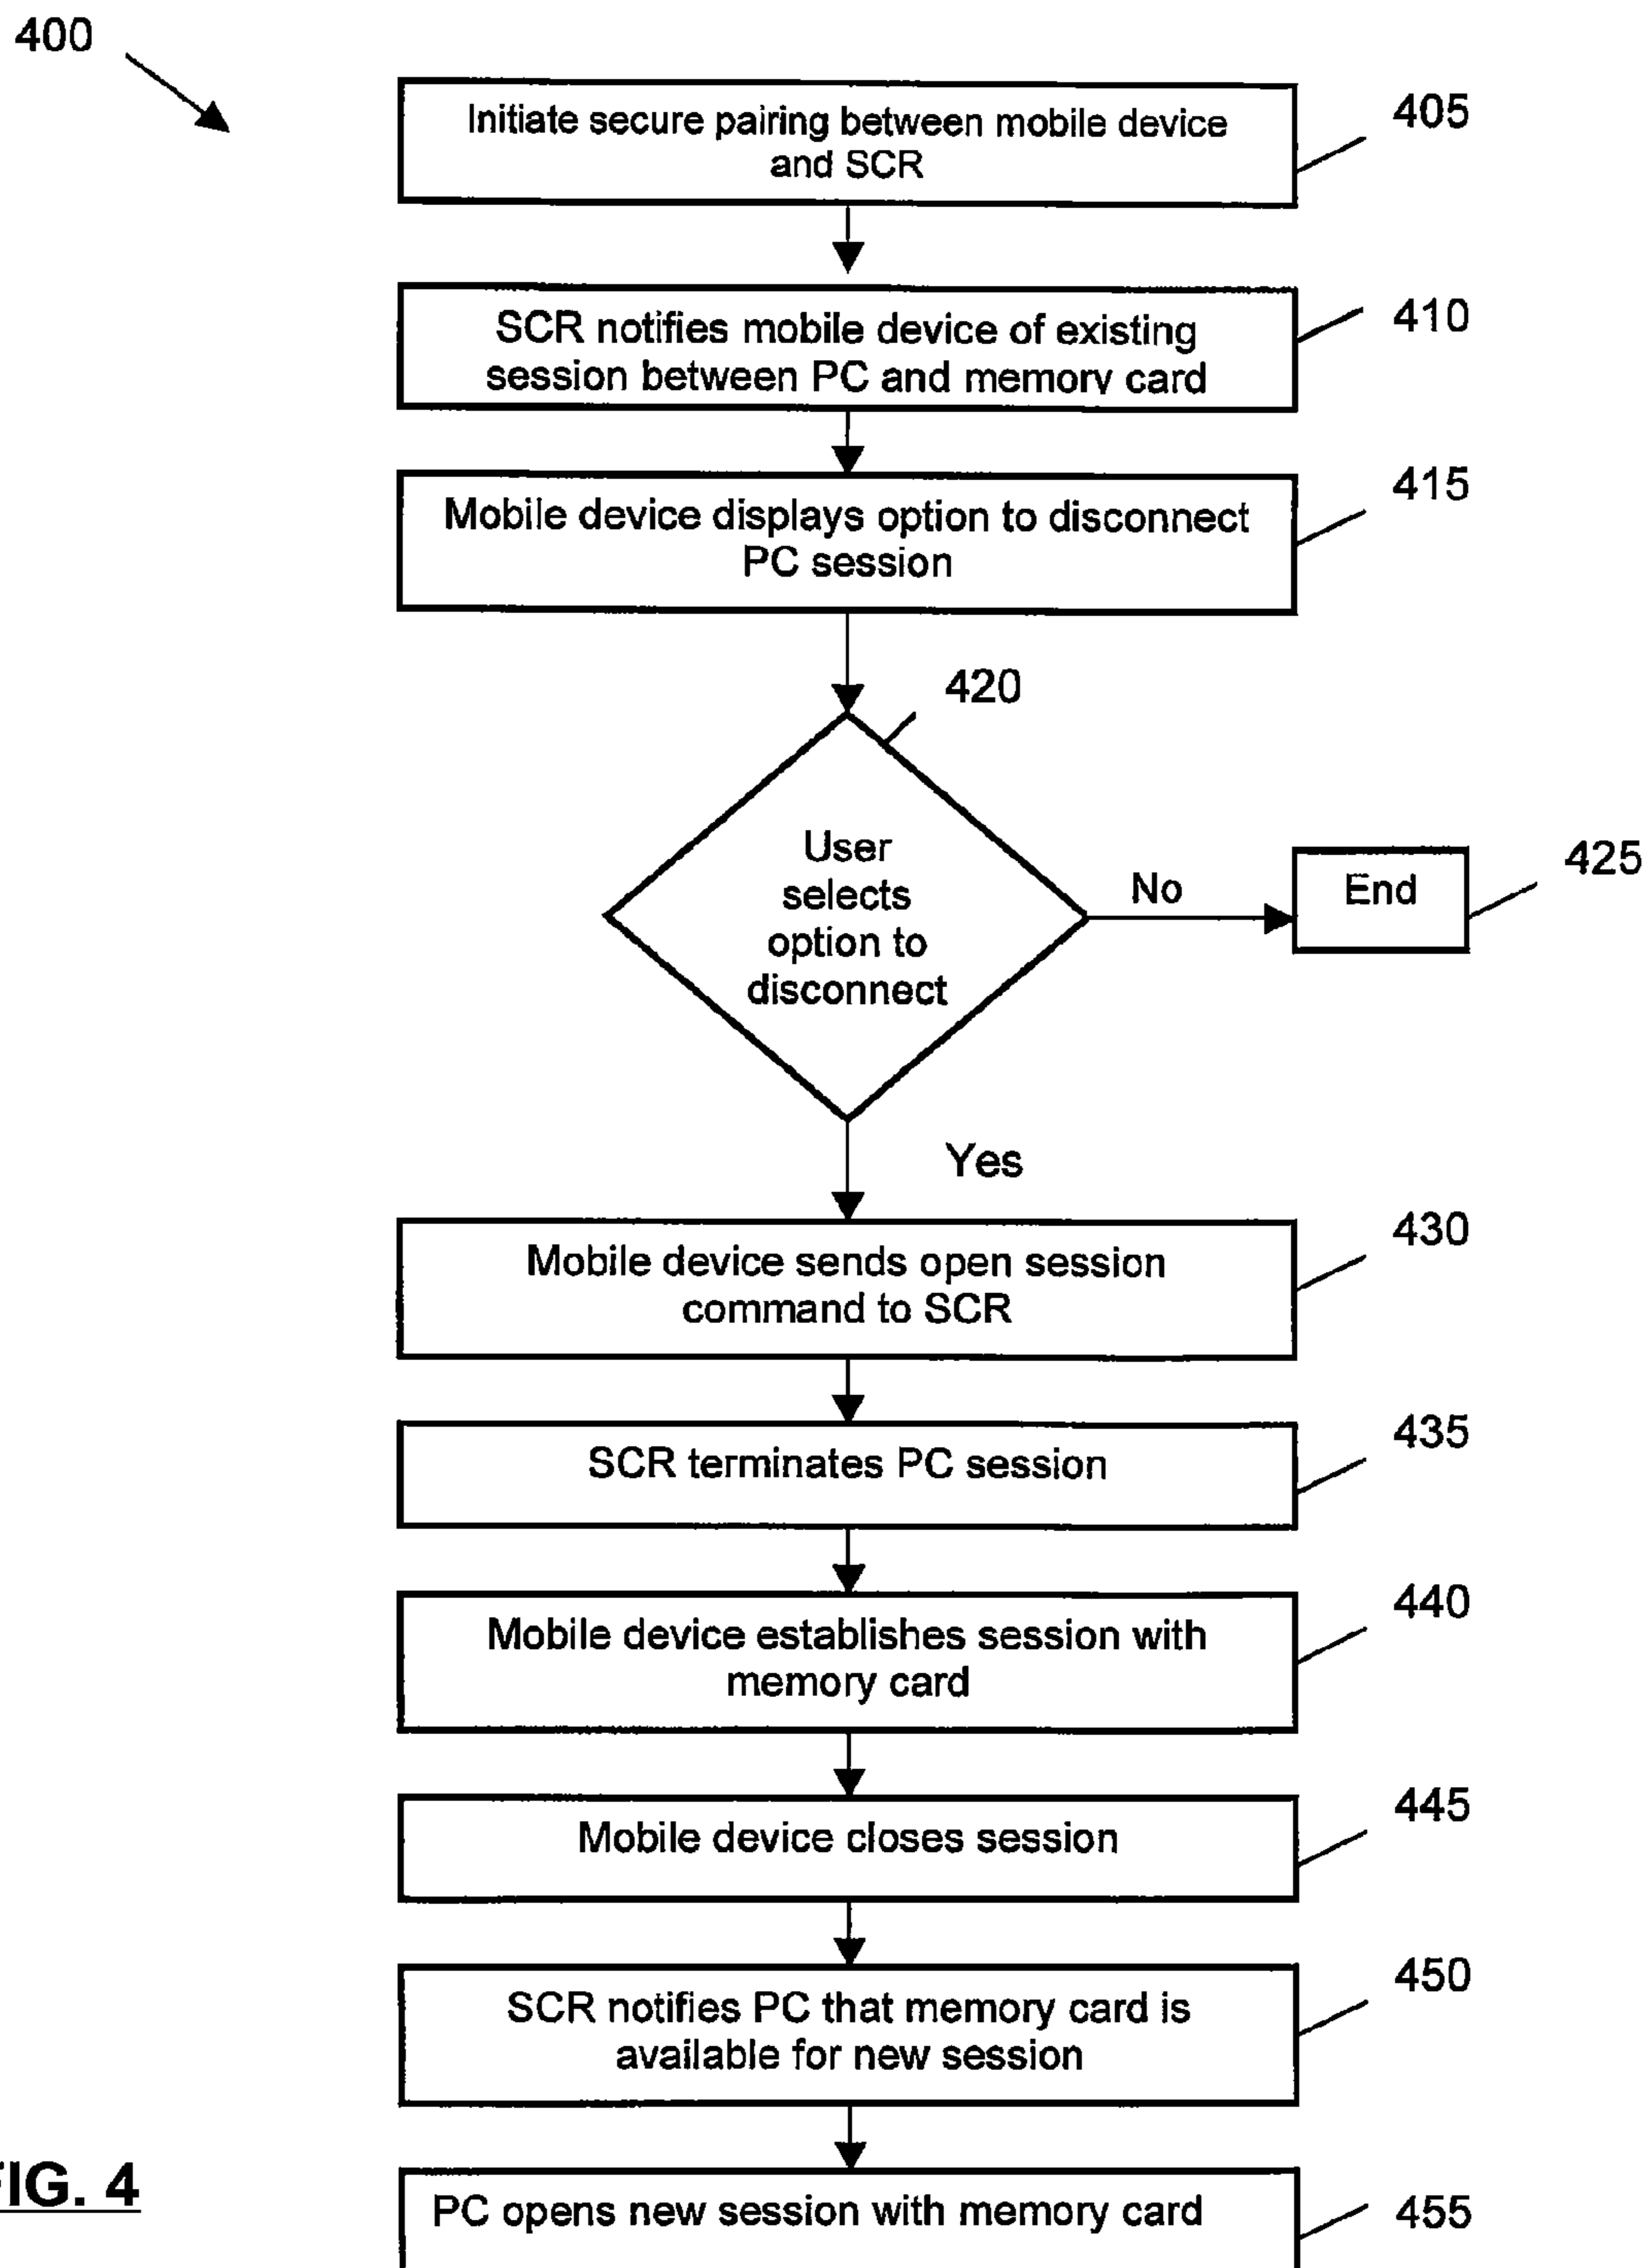 400
Initiate secure pairing between mobile device
and SCR
405
SCR notifies mobile device of existing
session between PC and memory card
410
Mobile device displays option to disconnect
PC session
415
420
User
selects
option to
disconnect
No
End
425
Yes
Mobile device sends open session
command to SCR
430
SCR terminates PC session
435
Mobile device establishes session with
memory card
440
Mobile device closes session
445
SCR notifies PC that memory card is
available for new session
450
PC opens new session with memory card
455
FIG. 4